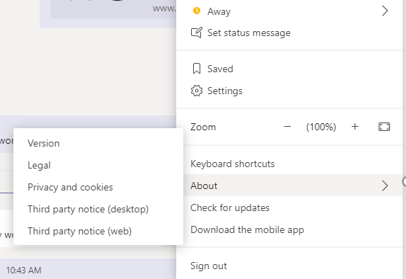 www.
Away
Set status message
Saved
Settings
Zoom
(100%)
Keyboard shortcuts
About
Check for updates
Download the mobile app
Sign out
Version
Legal
Privacy and cookies
Third party notice (desktop)
Third party notice (web)
10:43 AM